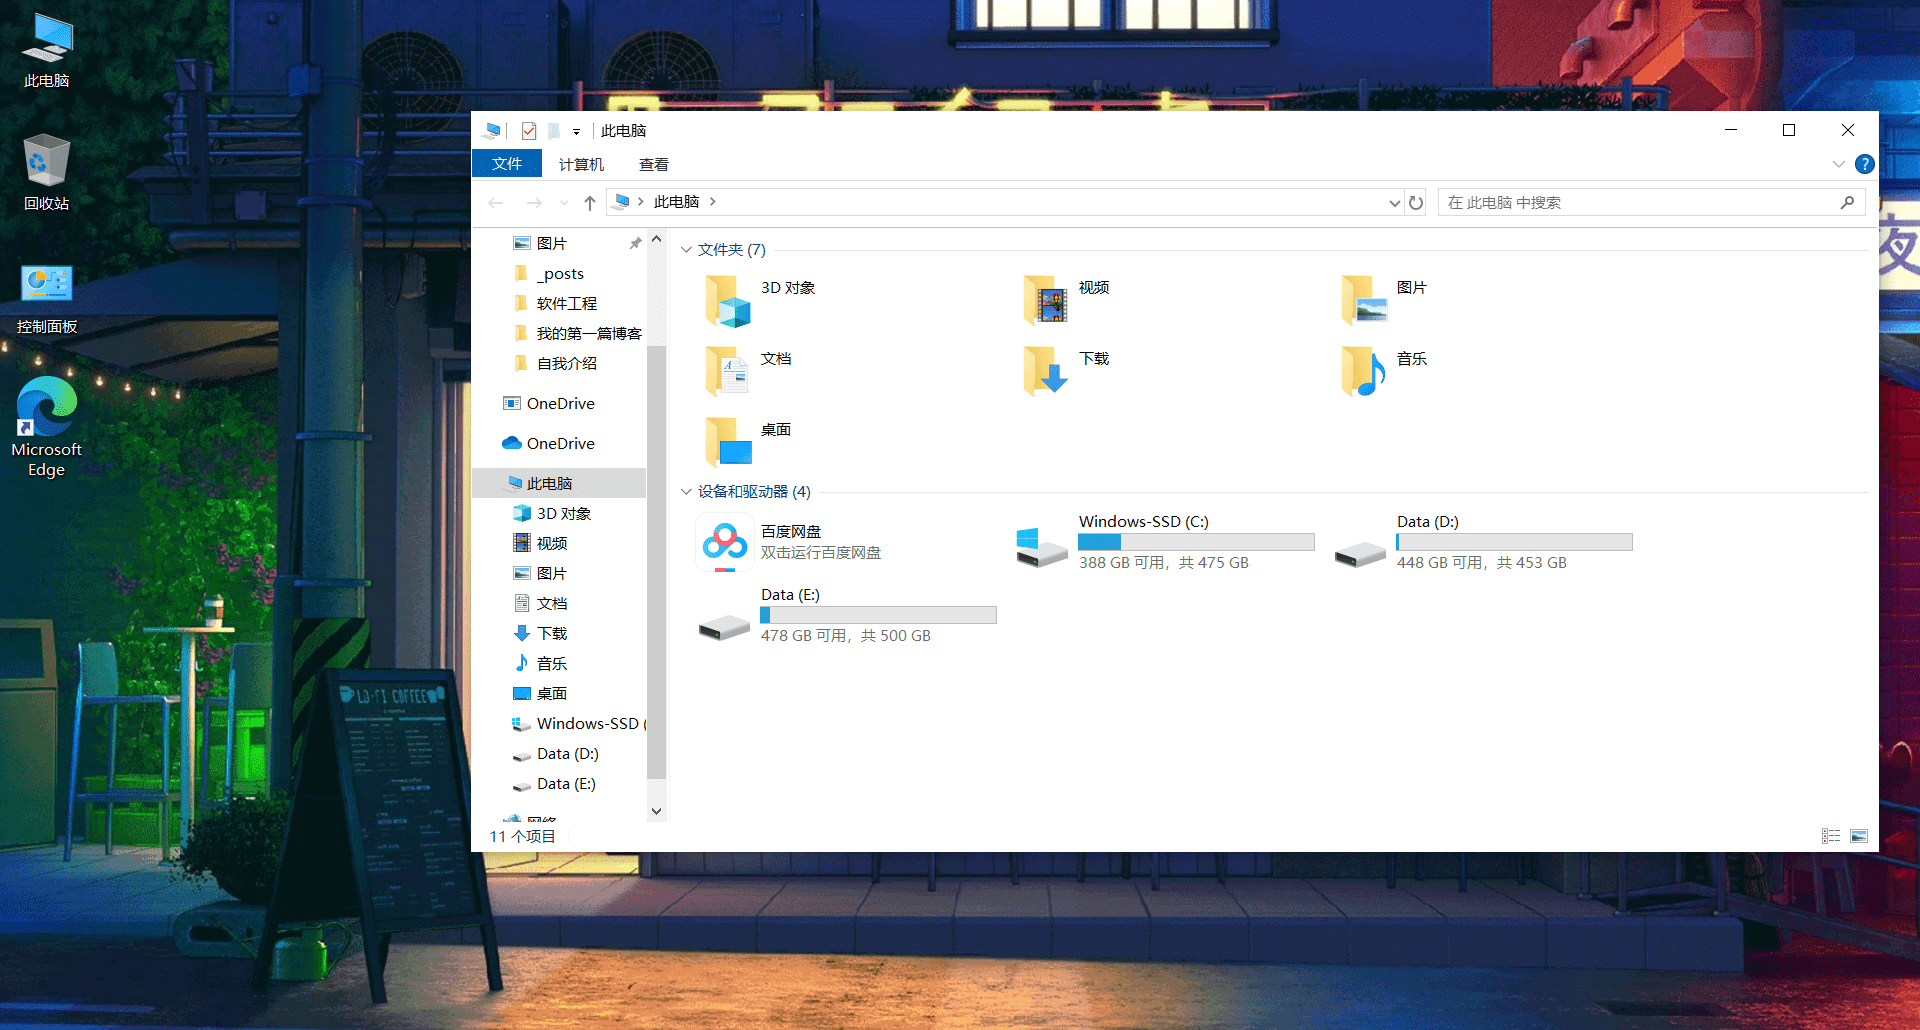 此电脑
回收站
控制面板
Microsoft
Edge
此电脑
文件
计算机
查看
此电脑
在 此电脑 中搜索
图片
_posts
软件工程
我的第一篇博客
自我介绍
OneDrive
OneDrive
此电脑
3D 对象
视频
图片
文档
下载
音乐
桌面
Windows-SSD (
Data (D:)
Data (E:)
网络
文件夹 (7)
3D 对象
视频
图片
文档
下载
音乐
桌面
设备和驱动器 (4)
百度网盘
双击运行百度网盘
Windows-SSD (C:)
388 GB 可用，共 475 GB
Data (D:)
448 GB 可用，共 453 GB
Data (E:)
478 GB 可用，共 500 GB
11 个项目
夜
LO-FI COFFEE